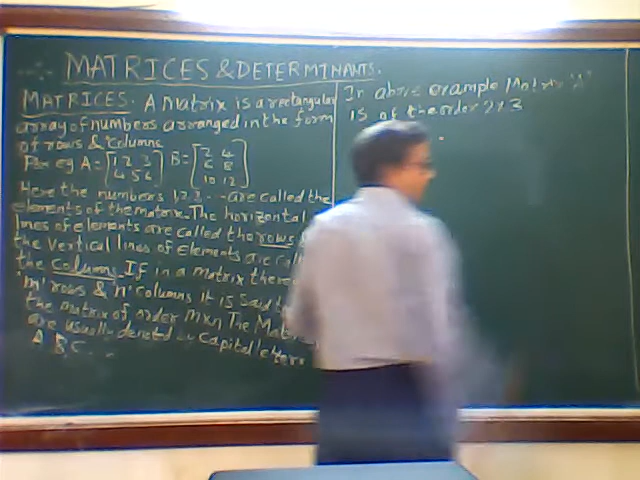 MATRICES & DETERMINANTS.
MATRICES. A matrix is a rectangular
array of numbers arranged in the form
of rows & columns
For eg A = [1 2 3 B = [2 4
4 5 6] 6 8
10 12]
Here the numbers 1,2,3 - - are called the
elements of the matrix. The horizontal
lines of elements are called the rows
the vertical lines of elements are
the columns. If in a matrix there
'm' rows & 'n' columns it is said
the matrix of order mxn The
are usually denoted by capital letters
A B C . .
In above example Matrix 'A'
is of the order 2 x 3